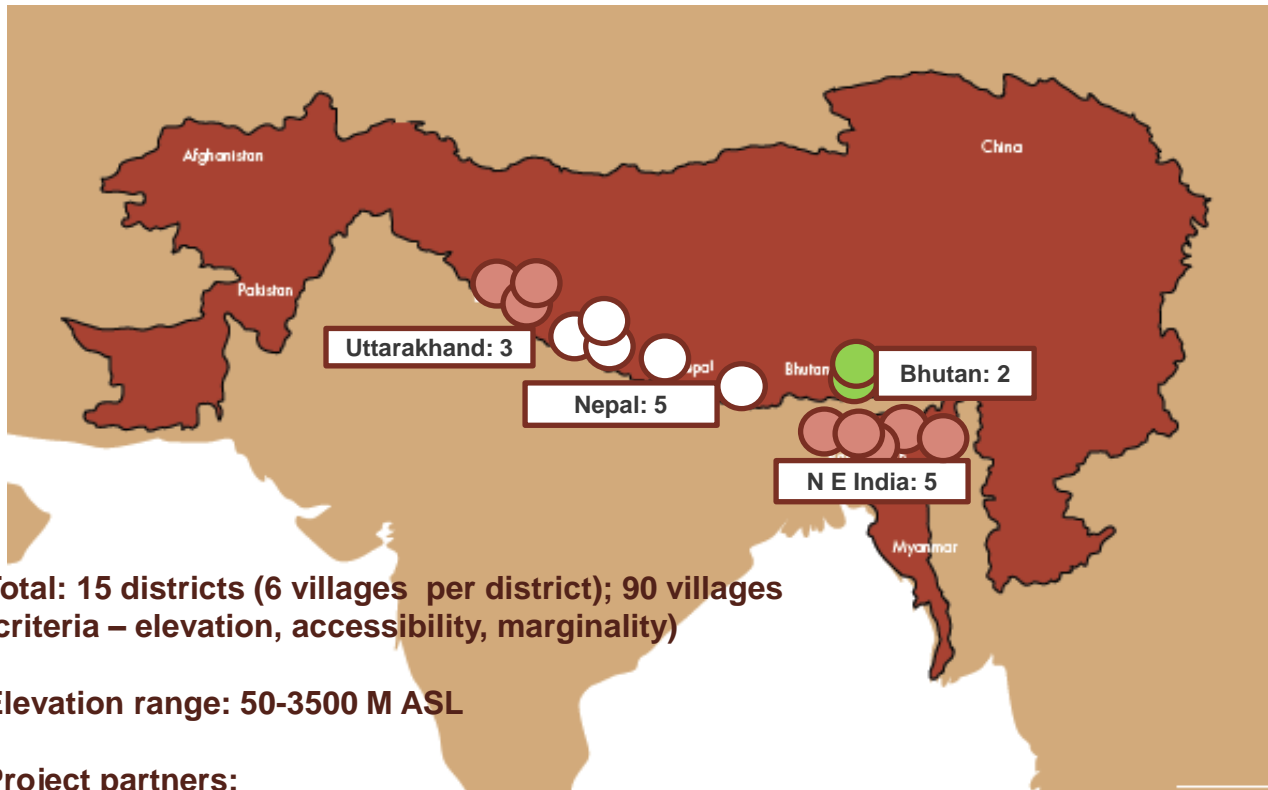 Afghanistan
China
Pakistan
Uttarakhand: 3
Bhutan
Bhutan: 2
Nepal: 5
N E India: 5
Myanmar
Total: 15 districts (6 villages per district); 90 villages
criteria – elevation, accessibility, marginality)
Elevation range: 50-3500 M ASL
Project partners: